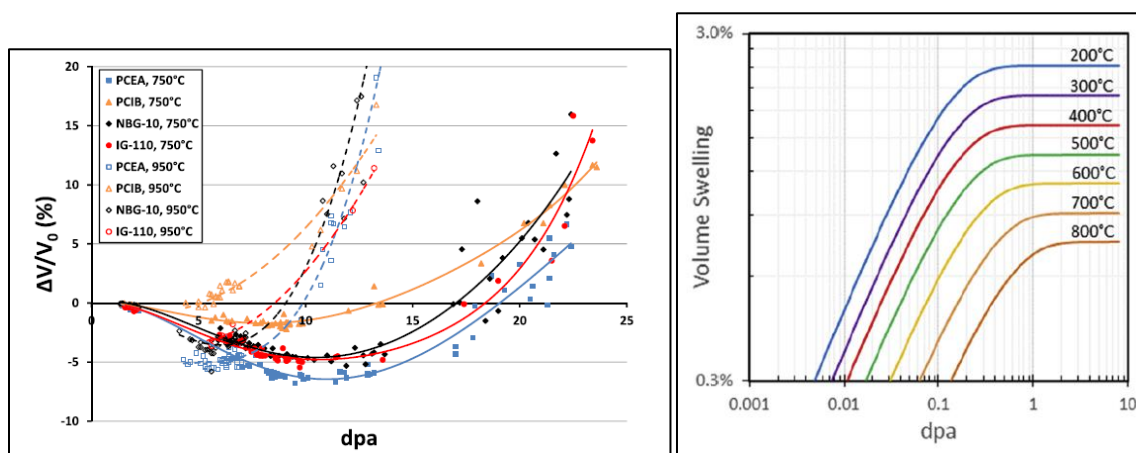 20
15
10
5
0
-5
-10
ΔV/V0 (%)
PCEA, 750°C
PCIB, 750°C
NBG-10, 750°C
IG-110, 750°C
PCEA, 950°C
PCIB, 950°C
NBG-10, 950°C
IG-110, 950°C
0 5 10 15 20 25
dpa
3.0%
0.3%
Volume Swelling
200°C
300°C
400°C
500°C
600°C
700°C
800°C
0.001 0.01 0.1 1 10
dpa